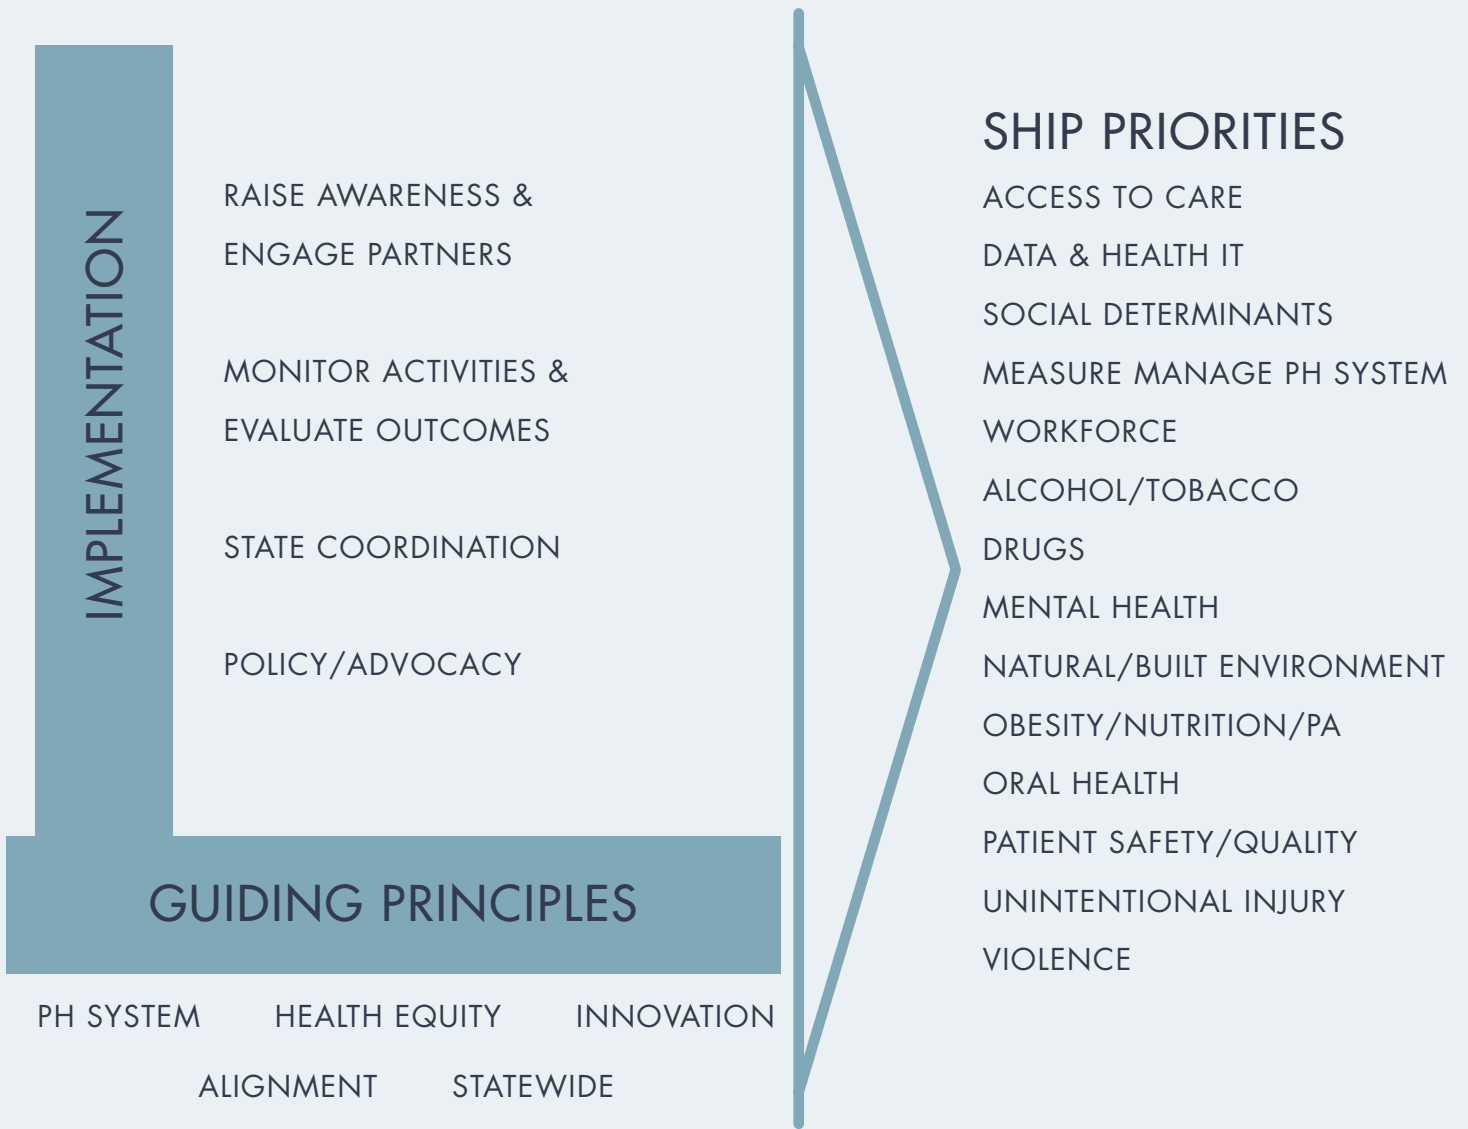 IMPLEMENTATION
RAISE AWARENESS &
ENGAGE PARTNERS
MONITOR ACTIVITIES &
EVALUATE OUTCOMES
STATE COORDINATION
POLICY/ADVOCACY
GUIDING PRINCIPLES
PH SYSTEM HEALTH EQUITY INNOVATION
ALIGNMENT STATEWIDE
SHIP PRIORITIES
ACCESS TO CARE
DATA & HEALTH IT
SOCIAL DETERMINANTS
MEASURE MANAGE PH SYSTEM
WORKFORCE
ALCOHOL/TOBACCO
DRUGS
MENTAL HEALTH
NATURAL/BUILT ENVIRONMENT
OBESITY/NUTRITION/PA
ORAL HEALTH
PATIENT SAFETY/QUALITY
UNINTENTIONAL INJURY
VIOLENCE